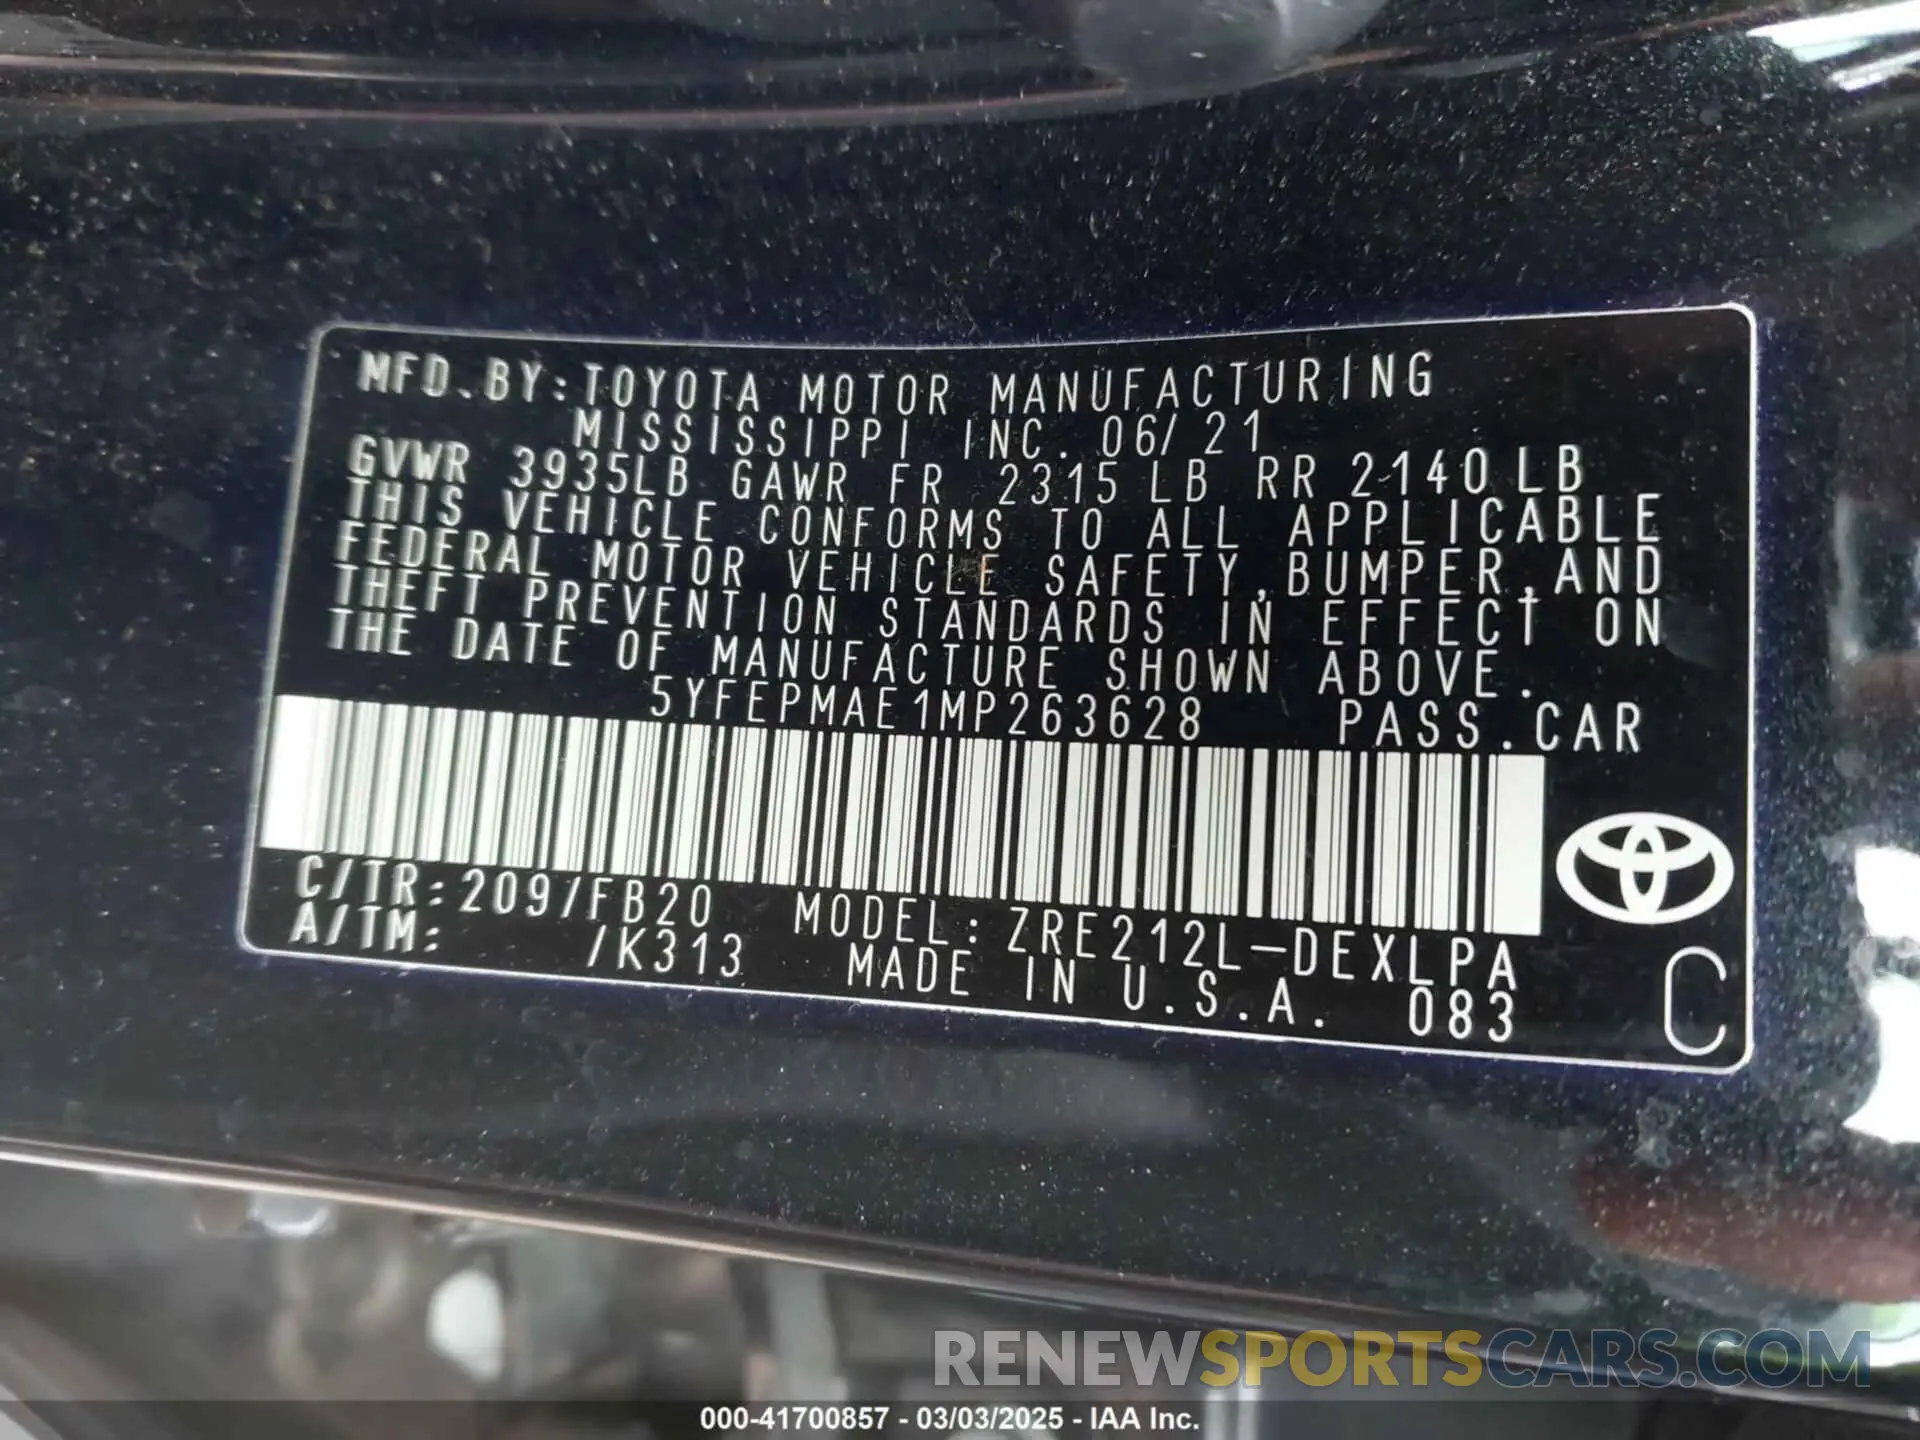 MFD.BY:TOYOTA MOTOR MANUFACTURING
MISSISSIPPI INC. 06/21
GVWR 3935LB GAWR FR 2315LB RR 2140LB
THIS VEHICLE CONFORMS TO ALL APPLICABLE
FEDERAL MOTOR VEHICLE SAFETY,BUMPER,AND
THEFT PREVENTION STANDARDS IN EFFECT ON
THE DATE OF MANUFACTURE SHOWN ABOVE.
5YFEPMAE1MP263628 PASS.CAR
C/TR:209/FB20 MODEL:ZRE212L-DEXLPA
A/TM: /K313 MADE IN U.S.A. 083
C
RENEWSPORTSCARS.COM
000-41700857 - 03/03/2025 - IAA Inc.